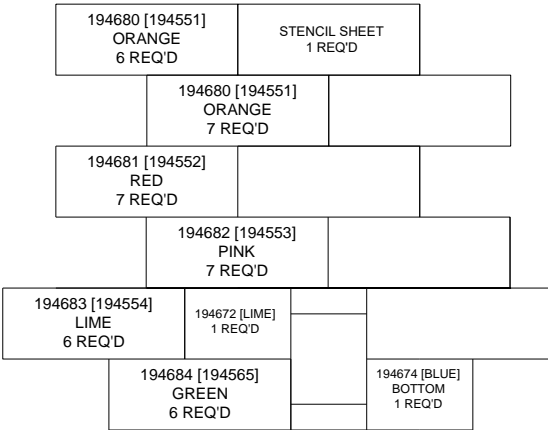 194680 [194551]
ORANGE
6 REQ'D
STENCIL SHEET
1 REQ'D
194680 [194551]
ORANGE
7 REQ'D
194681 [194552]
RED
7 REQ'D
194682 [194553]
PINK
7 REQ'D
194683 [194554]
LIME
6 REQ'D
194672 [LIME]
1 REQ'D
194684 [194565]
GREEN
6 REQ'D
194674 [BLUE]
BOTTOM
1 REQ'D